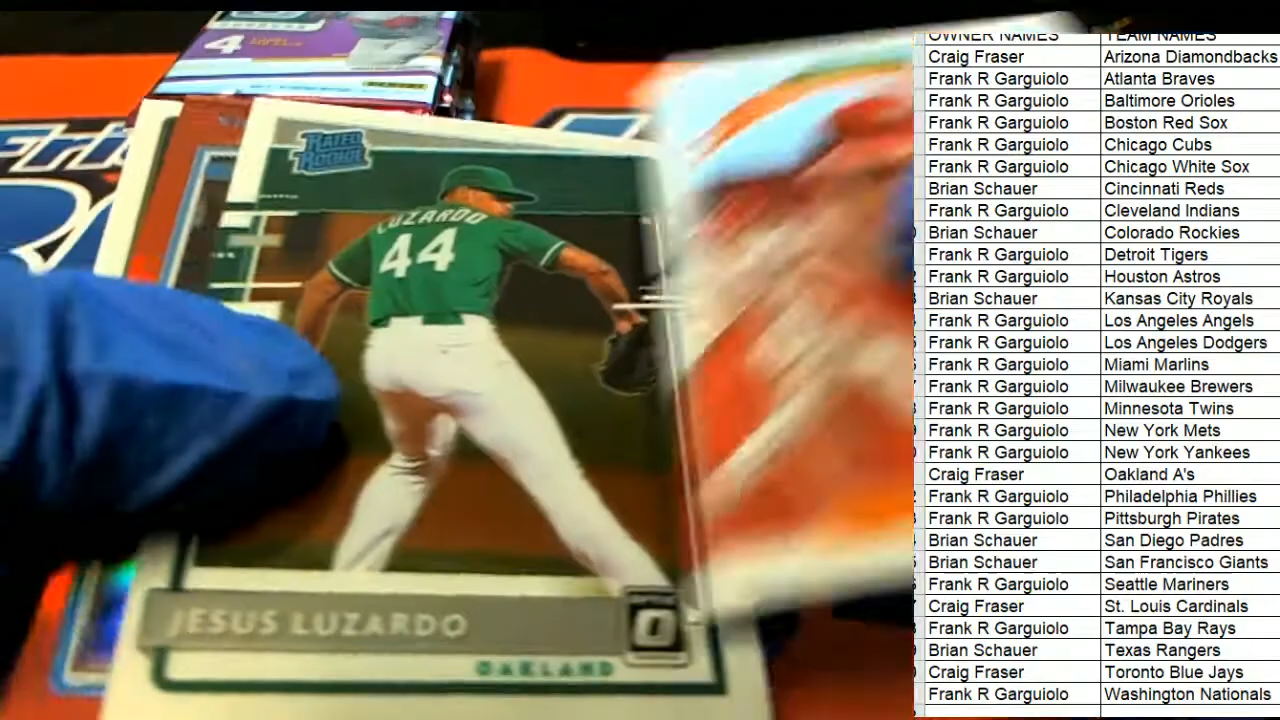 4
RATED
ROOKIE
LUZARDO
44
JESUS LUZARDO
OAKLAND
OWNER NAMES TEAM NAMES
Craig Fraser Arizona Diamondbacks
Frank R Garguiolo Atlanta Braves
Frank R Garguiolo Baltimore Orioles
Frank R Garguiolo Boston Red Sox
Frank R Garguiolo Chicago Cubs
Frank R Garguiolo Chicago White Sox
Brian Schauer Cincinnati Reds
Frank R Garguiolo Cleveland Indians
Brian Schauer Colorado Rockies
Frank R Garguiolo Detroit Tigers
Frank R Garguiolo Houston Astros
Brian Schauer Kansas City Royals
Frank R Garguiolo Los Angeles Angels
Frank R Garguiolo Los Angeles Dodgers
Frank R Garguiolo Miami Marlins
Frank R Garguiolo Milwaukee Brewers
Frank R Garguiolo Minnesota Twins
Frank R Garguiolo New York Mets
Frank R Garguiolo New York Yankees
Craig Fraser Oakland A's
Frank R Garguiolo Philadelphia Phillies
Frank R Garguiolo Pittsburgh Pirates
Brian Schauer San Diego Padres
Brian Schauer San Francisco Giants
Frank R Garguiolo Seattle Mariners
Craig Fraser St. Louis Cardinals
Frank R Garguiolo Tampa Bay Rays
Brian Schauer Texas Rangers
Craig Fraser Toronto Blue Jays
Frank R Garguiolo Washington Nationals